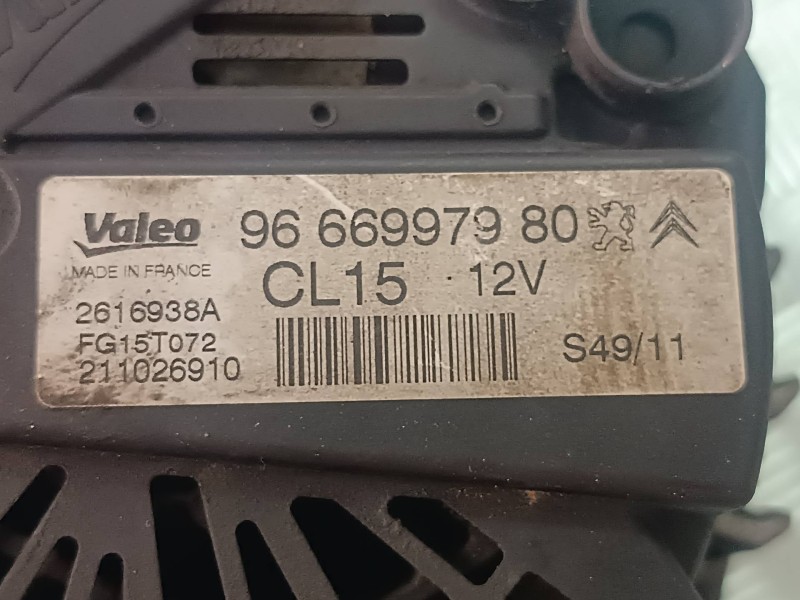 Valeo 96 669979 80
MADE IN FRANCE CL15 12V
2616938A
FG15T072
211026910
S49/11